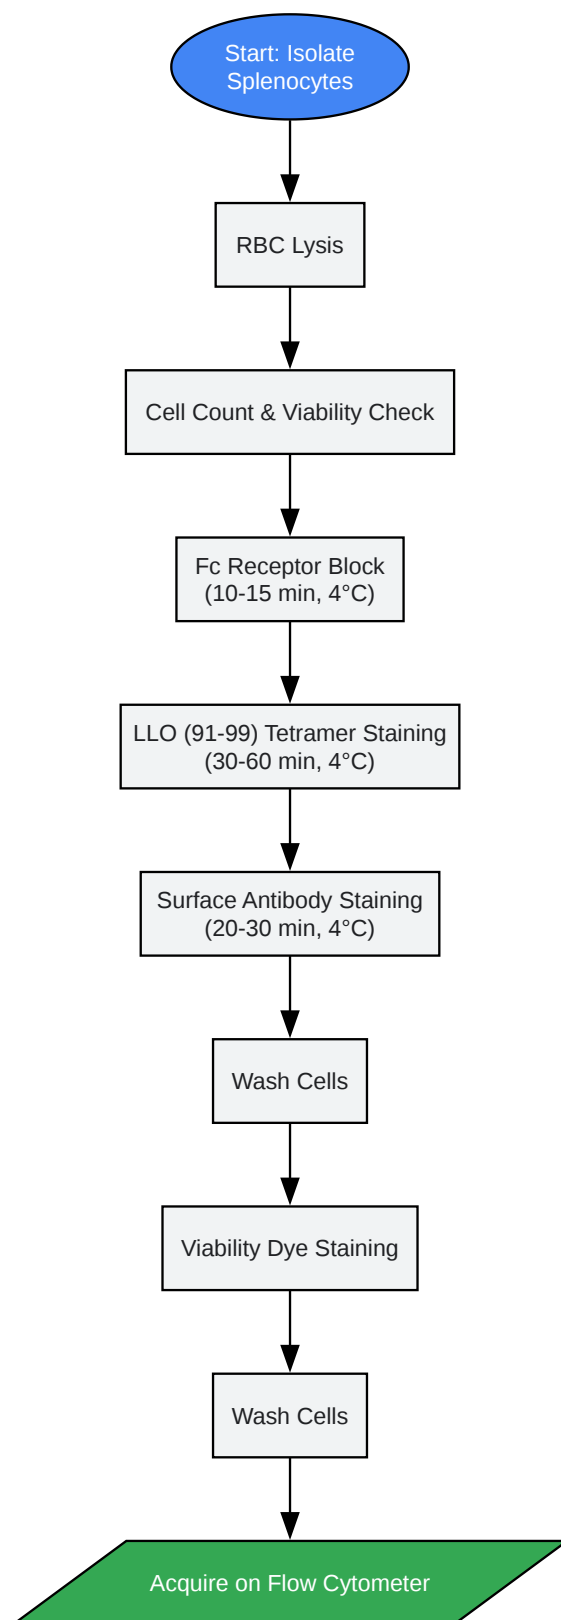 Start: Isolate
Splenocytes
RBC Lysis
Cell Count & Viability Check
Fc Receptor Block
(10-15 min, 4°C)
LLO (91-99) Tetramer Staining
(30-60 min, 4°C)
Surface Antibody Staining
(20-30 min, 4°C)
Wash Cells
Viability Dye Staining
Wash Cells
Acquire on Flow Cytometer